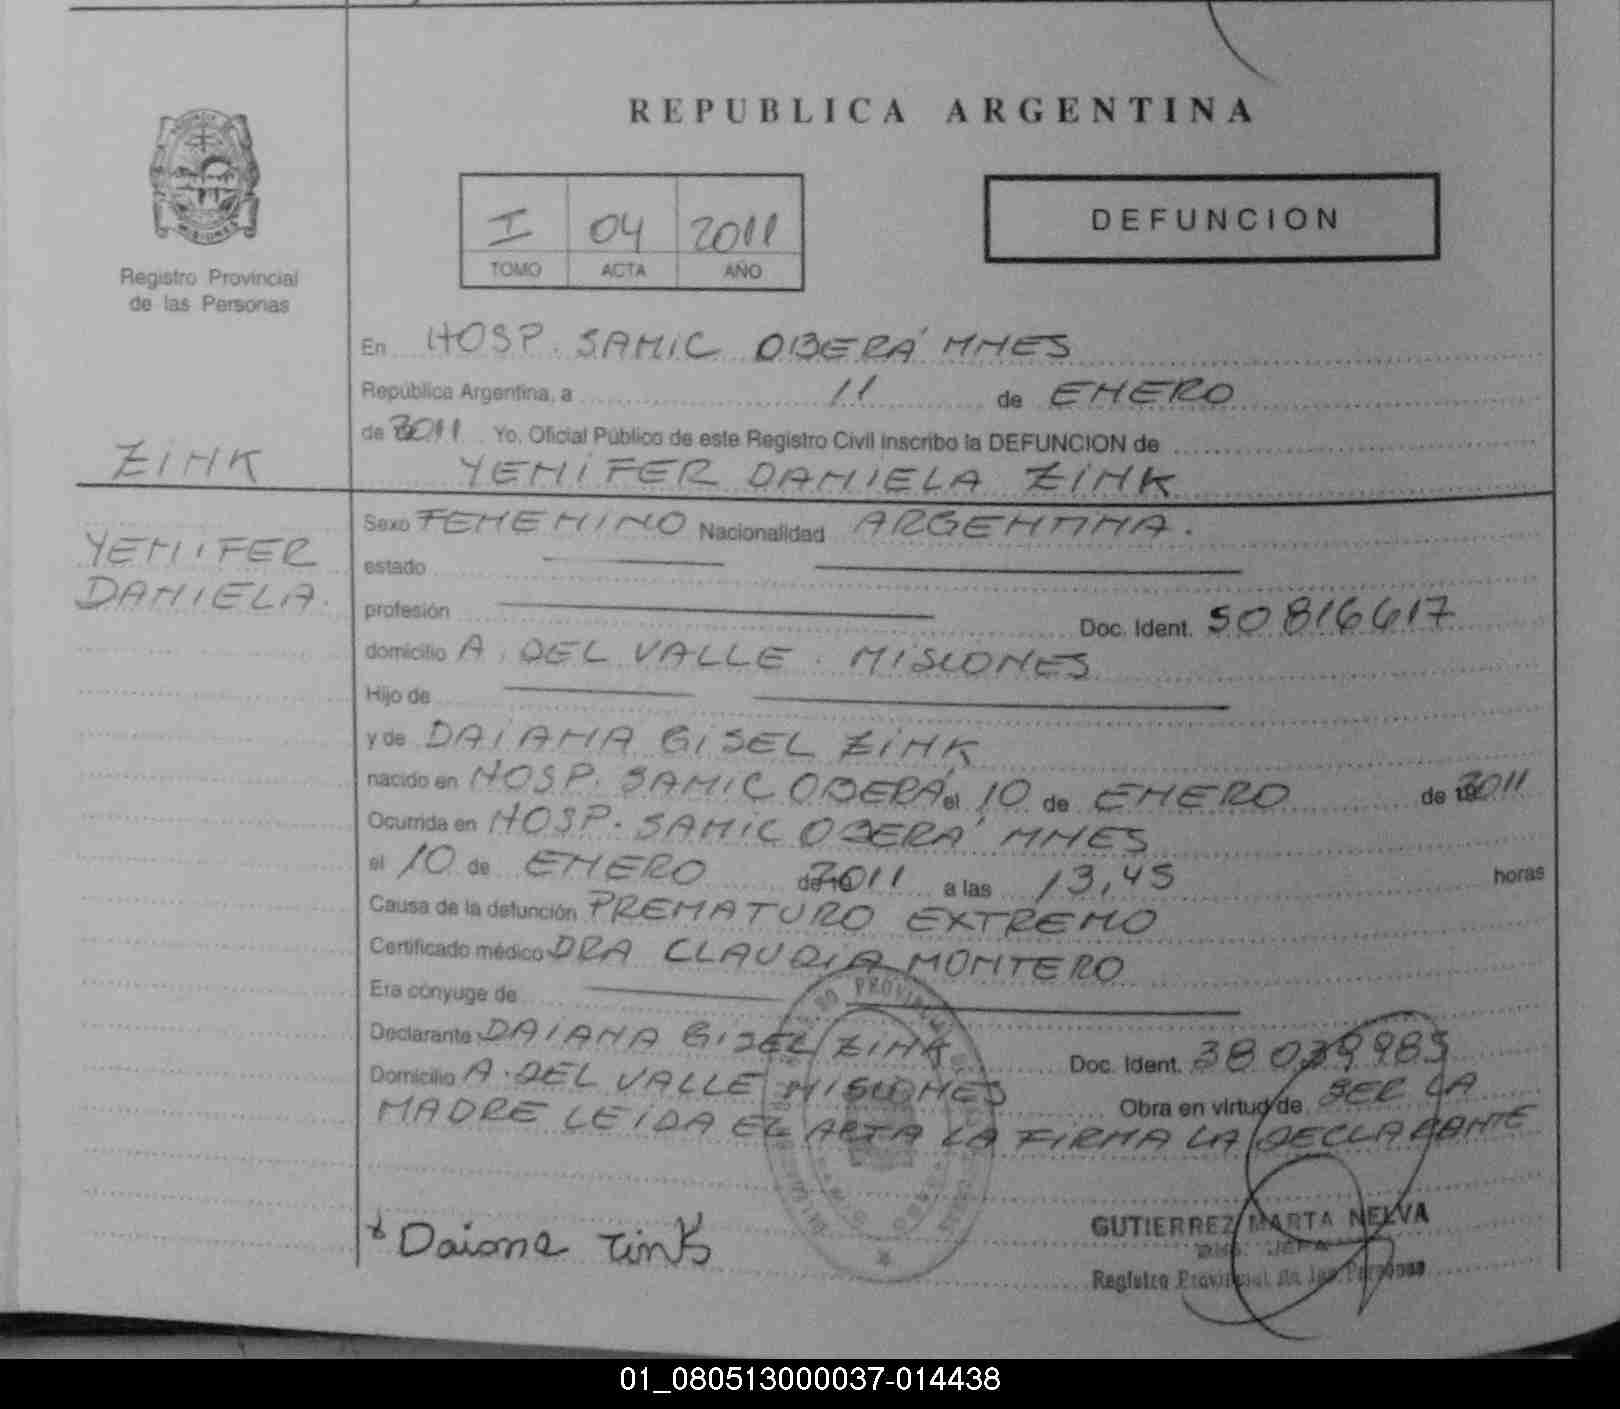 REPUBLICA ARGENTINA
MISIONES
Registro Provincial
de las Personas
I 04 2011
TOMO ACTA AÑO
DEFUNCION
En HOSP. SAMIC OBERÁ MNES
República Argentina, a 11 de ENERO
de 2011 Yo, Oficial Público de este Registro Civil inscribo la DEFUNCION de
YENIFER DANIELA ZINK
ZINK
YENIFER
DANIELA.
Sexo FEMENINO Nacionalidad ARGENTINA.
estado
profesión Doc. Ident. 50816617
domicilio A. DEL VALLE. MISIONES
Hijo de
y de DAIANA GISEL ZINK
nacido en HOSP. SAMIC OBERÁ el 10 de ENERO de 2011
Ocurrida en HOSP. SAMIC OBERÁ MNES
el 10 de ENERO de 2011 a las 13,45 horas
Causa de la defunción PREMATURO EXTREMO
Certificado médico DRA CLAUDIA MONTERO
Era cónyuge de
Declarante DAIANA GISEL ZINK Doc. Ident. 38039985
Domicilio A. DEL VALLE MISIONES Obra en virtud de SER LA
MADRE LEIDA EL ACTA LA FIRMA LA DECLARANTE
Daiana Zink
GUTIERREZ MARTA NELVA
Registro Provincial de las Personas
01_080513000037-014438